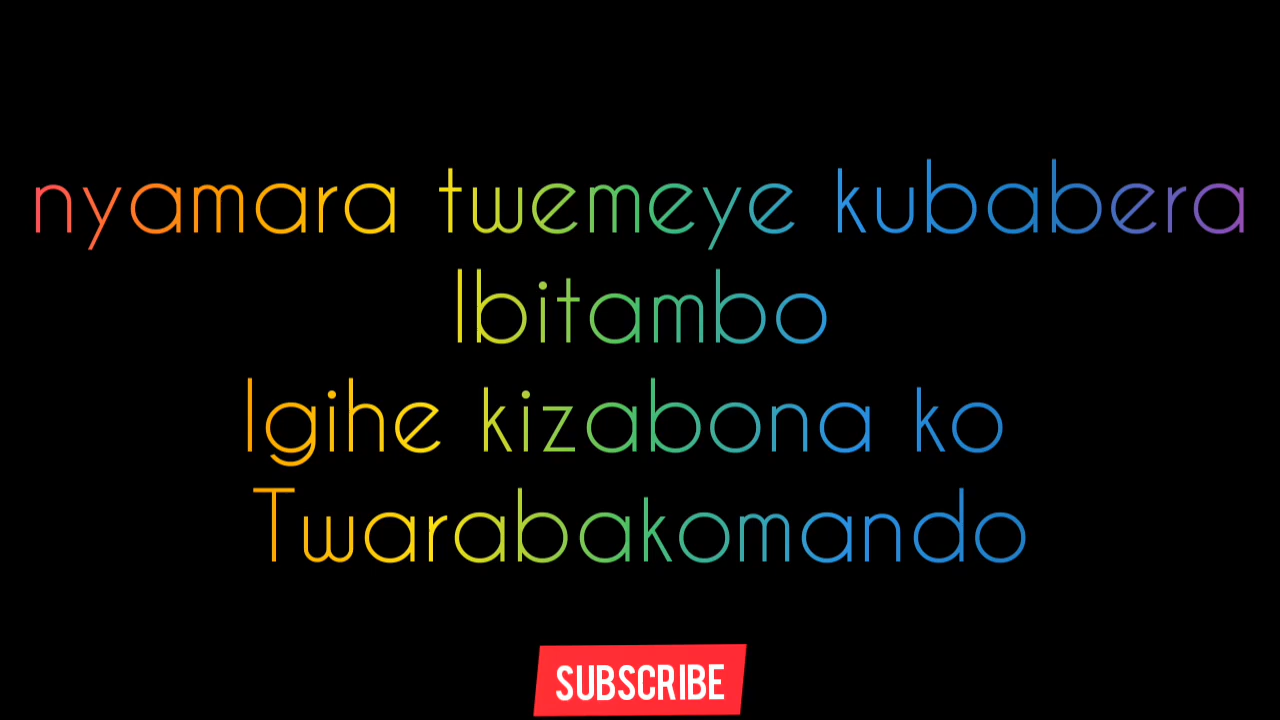 nyamara twemeye kubabera
Ibitambo
Igihe kizabona ko
Twarabakomando
SUBSCRIBE